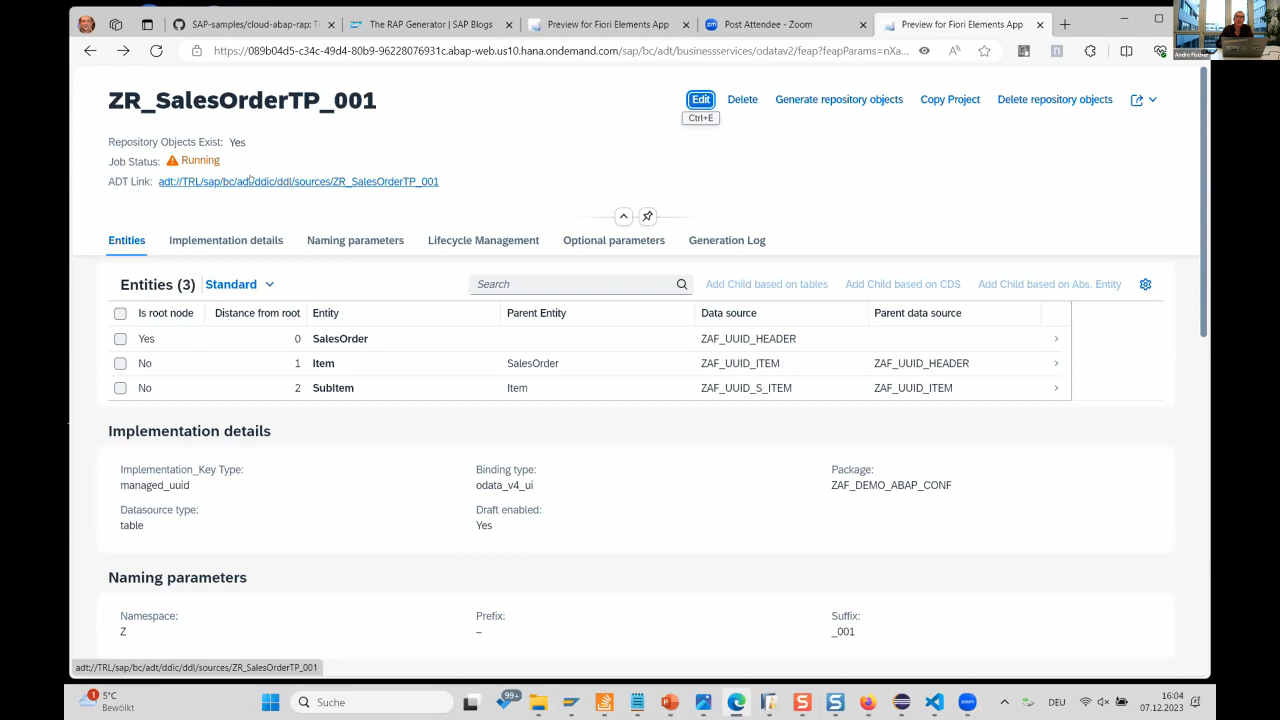 SAP-samples/cloud-abap-rap: T
The RAP Generator | SAP Blogs
Preview for Fiori Elements App
Post Attendee - Zoom
Preview for Fiori Elements App
https://089b04d5-c34c-49d4-80b9-96228076931c.abap-web.us10.hana.ondemand.com/sap/bc/adt/businessservices/odatav2/feap?feapParams=nXa...
Andre Fischer
ZR_SalesOrderTP_001
Edit
Delete
Generate repository objects
Copy Project
Delete repository objects
Ctrl+E
Repository Objects Exist: Yes
Job Status: Running
ADT Link: adt://TRL/sap/bc/adt/ddic/ddl/sources/ZR_SalesOrderTP_001
Entities
Implementation details
Naming parameters
Lifecycle Management
Optional parameters
Generation Log
Entities (3) Standard
Search
Add Child based on tables
Add Child based on CDS
Add Child based on Abs. Entity
Is root node Distance from root Entity Parent Entity Data source Parent data source
Yes 0 SalesOrder ZAF_UUID_HEADER
No 1 Item SalesOrder ZAF_UUID_ITEM ZAF_UUID_HEADER
No 2 SubItem Item ZAF_UUID_S_ITEM ZAF_UUID_ITEM
Implementation details
Implementation_Key Type: Binding type: Package:
managed_uuid odata_v4_ui ZAF_DEMO_ABAP_CONF
Datasource type: Draft enabled:
table Yes
Naming parameters
Namespace: Prefix: Suffix:
Z – _001
adt://TRL/sap/bc/adt/ddic/ddl/sources/ZR_SalesOrderTP_001
1
5°C
Bewölkt
Suche
99+
zm
DEU
16:04
07.12.2023